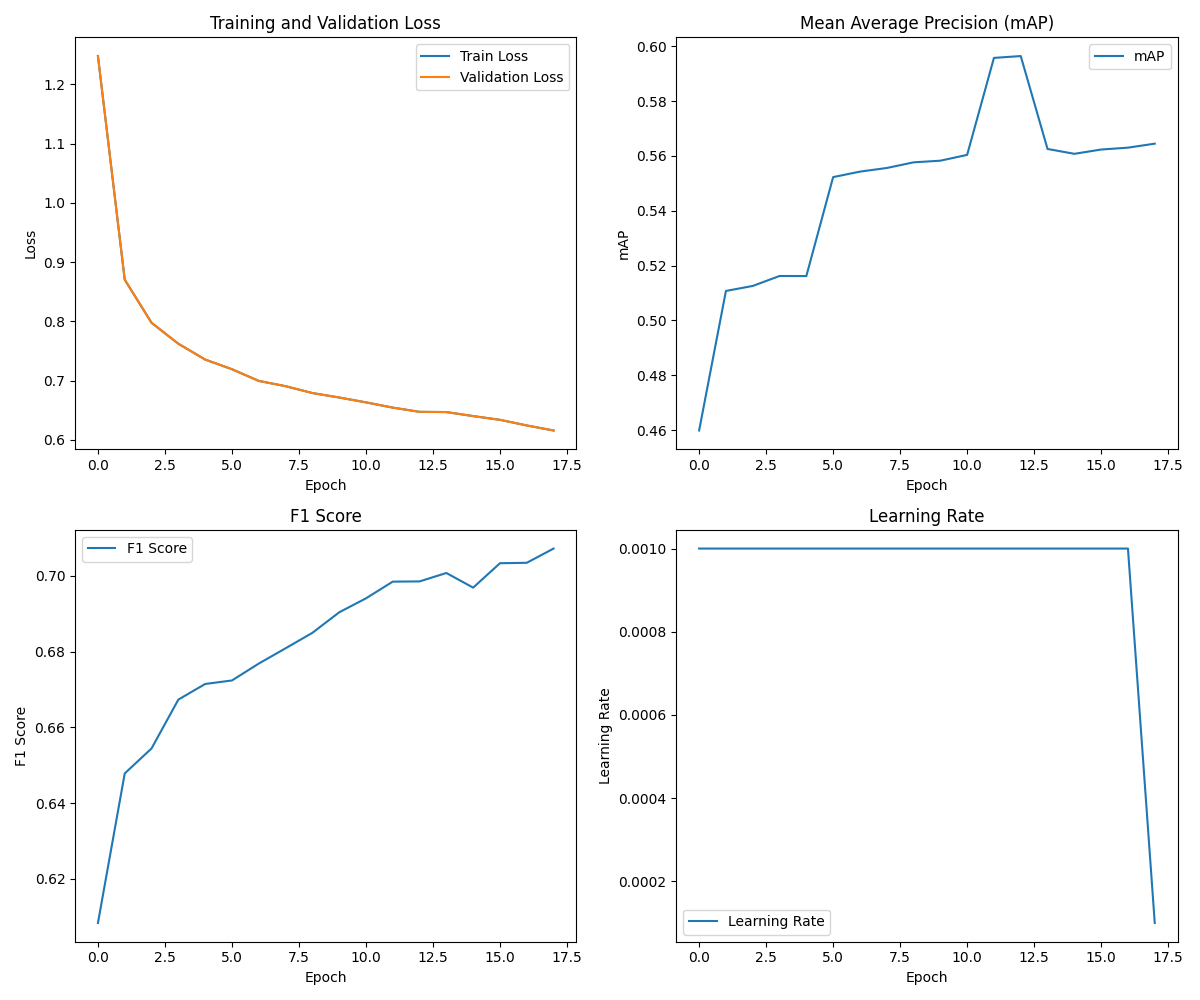 Training and Validation Loss
Train Loss
Validation Loss
1.2
1.1
1.0
0.9
0.8
0.7
0.6
Loss
0.0 2.5 5.0 7.5 10.0 12.5 15.0 17.5
Epoch
Mean Average Precision (mAP)
mAP
0.60
0.58
0.56
0.54
0.52
0.50
0.48
0.46
mAP
0.0 2.5 5.0 7.5 10.0 12.5 15.0 17.5
Epoch
F1 Score
F1 Score
0.70
0.68
0.66
0.64
0.62
F1 Score
0.0 2.5 5.0 7.5 10.0 12.5 15.0 17.5
Epoch
Learning Rate
0.0010
0.0008
0.0006
0.0004
0.0002
Learning Rate
Learning Rate
0.0 2.5 5.0 7.5 10.0 12.5 15.0 17.5
Epoch